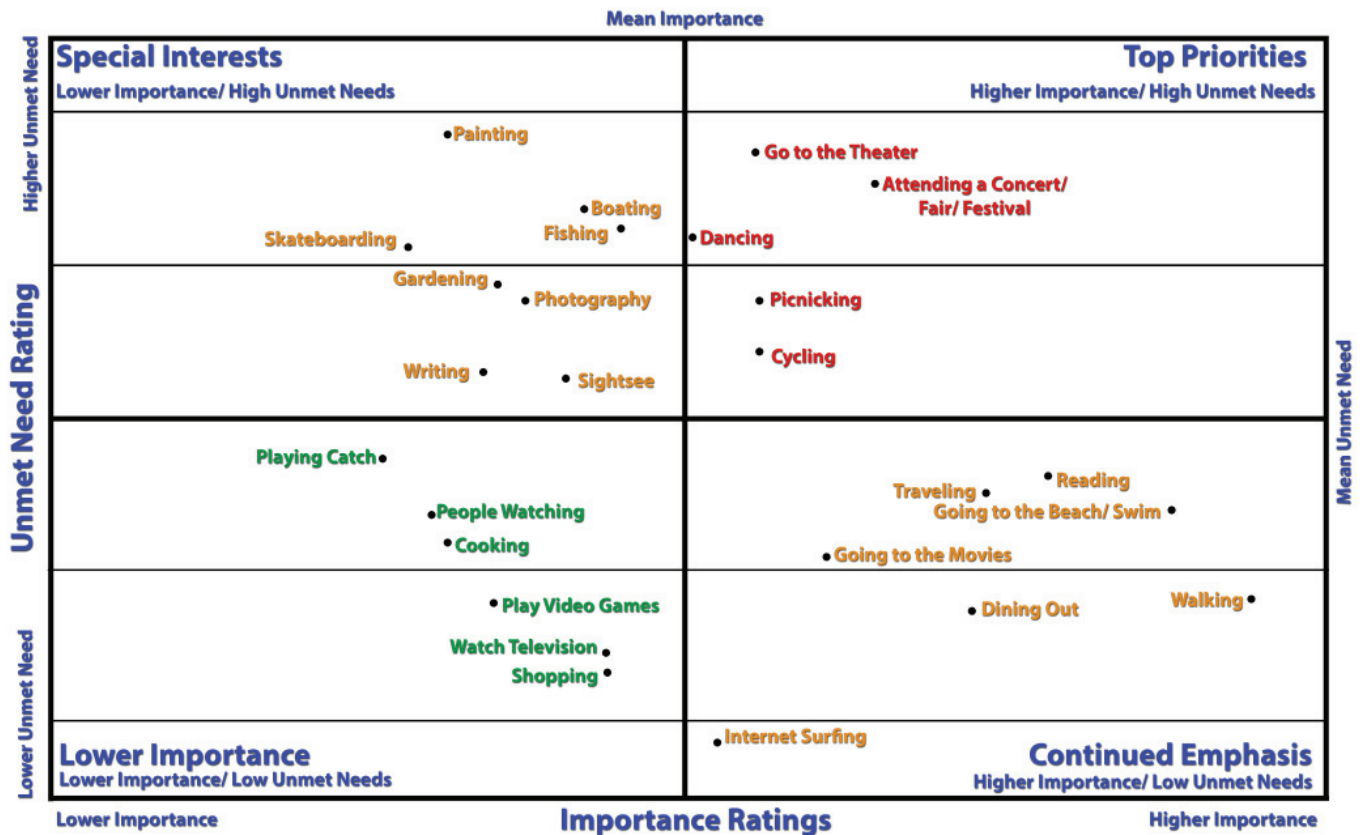 Mean Importance
Special Interests
Lower Importance/ High Unmet Needs
Top Priorities
Higher Importance/ High Unmet Needs
Higher Unmet Need
Painting
Go to the Theater
Attending a Concert/
Fair/ Festival
Boating
Fishing
Skateboarding
Dancing
Gardening
Photography
Picnicking
Cycling
Writing
Sightsee
Unmet Need Rating
Mean Unmet Need
Playing Catch
Reading
Traveling
Going to the Beach/ Swim
People Watching
Cooking
Going to the Movies
Play Video Games
Dining Out
Walking
Watch Television
Shopping
Lower Unmet Need
Internet Surfing
Lower Importance
Lower Importance/ Low Unmet Needs
Continued Emphasis
Higher Importance/ Low Unmet Needs
Lower Importance
Importance Ratings
Higher Importance